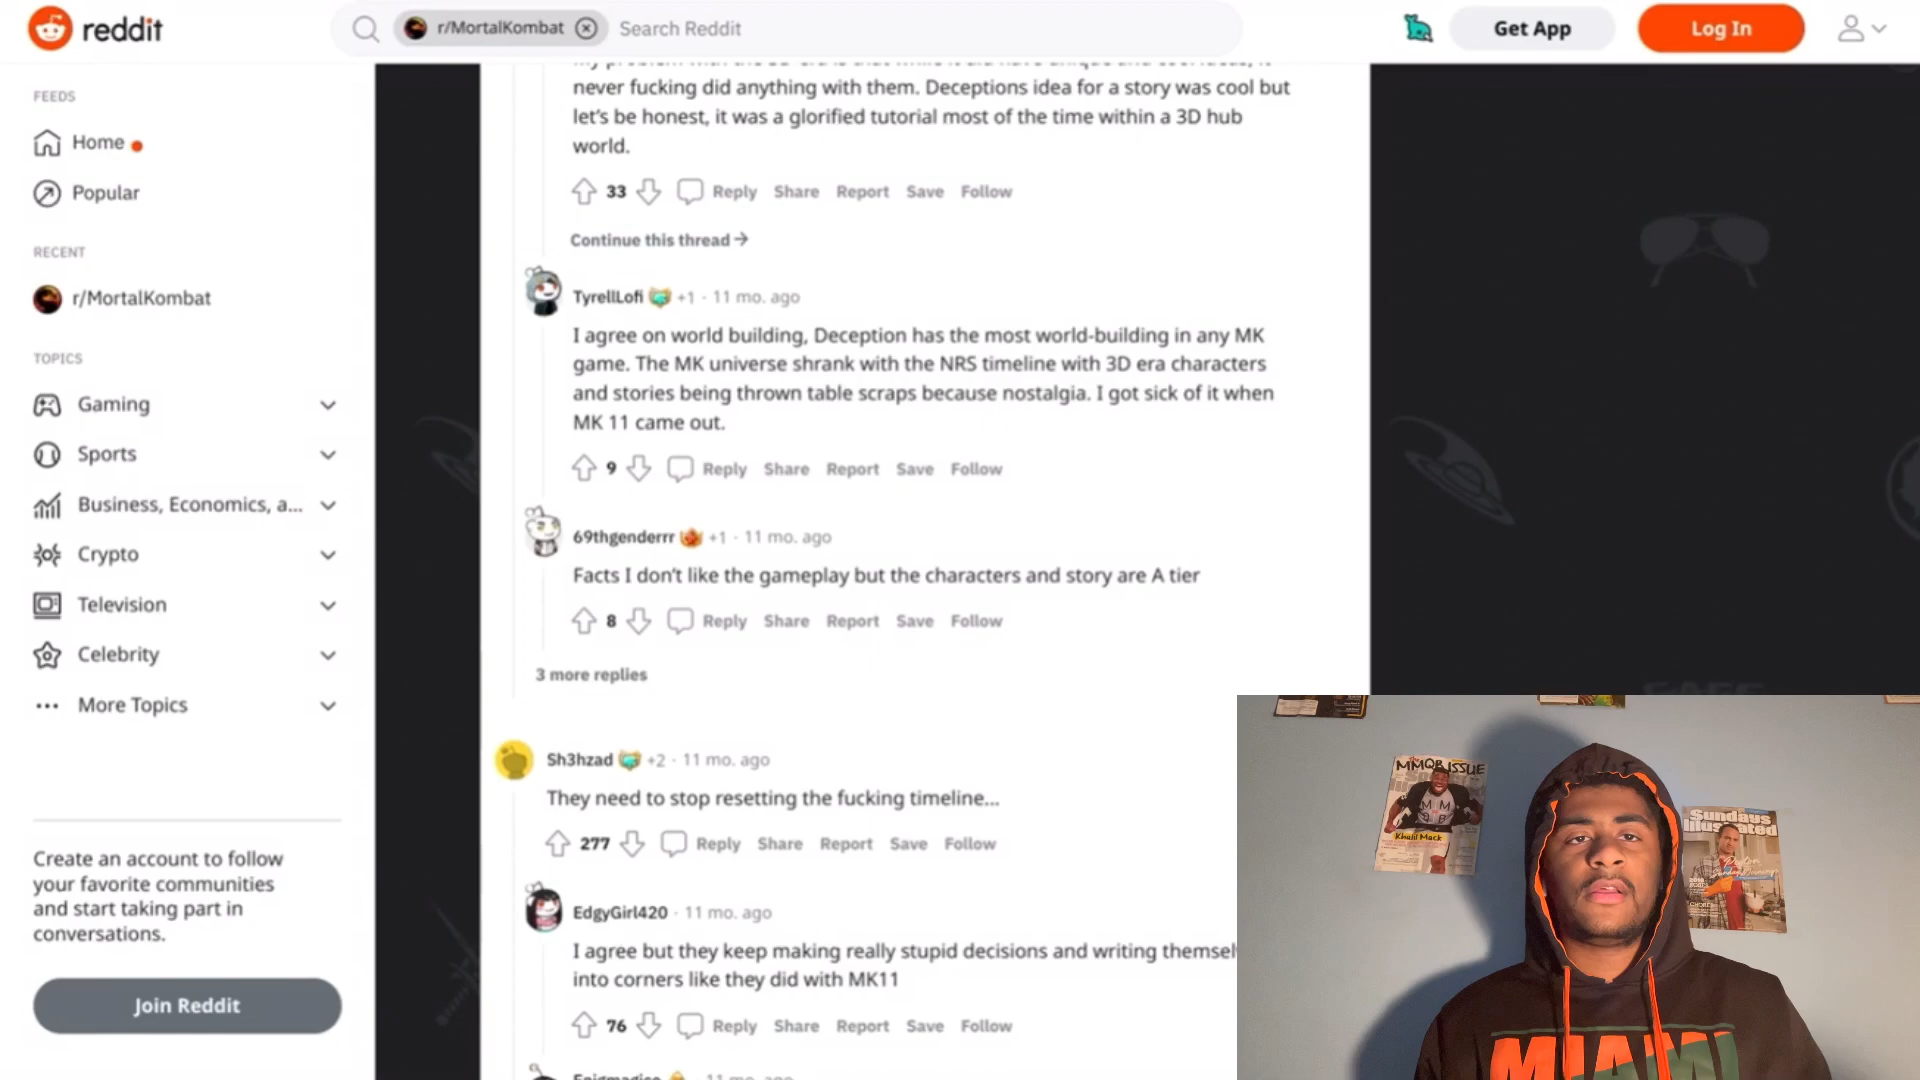 reddit
r/MortalKombat
Search Reddit
Get App
Log In
FEEDS
Home
Popular
RECENT
r/MortalKombat
TOPICS
Gaming
Sports
Business, Economics, a...
Crypto
Television
Celebrity
More Topics
Create an account to follow
your favorite communities
and start taking part in
conversations.
Join Reddit
never fucking did anything with them. Deceptions idea for a story was cool but
let's be honest, it was a glorified tutorial most of the time within a 3D hub
world.
33 Reply Share Report Save Follow
Continue this thread
TyrellLofi +1 · 11 mo. ago
I agree on world building, Deception has the most world-building in any MK
game. The MK universe shrank with the NRS timeline with 3D era characters
and stories being thrown table scraps because nostalgia. I got sick of it when
MK 11 came out.
9 Reply Share Report Save Follow
69thgenderrr +1 · 11 mo. ago
Facts I don't like the gameplay but the characters and story are A tier
8 Reply Share Report Save Follow
3 more replies
Sh3hzad +2 · 11 mo. ago
They need to stop resetting the fucking timeline...
277 Reply Share Report Save Follow
EdgyGirl420 · 11 mo. ago
I agree but they keep making really stupid decisions and writing themsel
into corners like they did with MK11
76 Reply Share Report Save Follow
MMQB ISSUE
Khalil Mack
Sundays
Illustrated
MIAMI